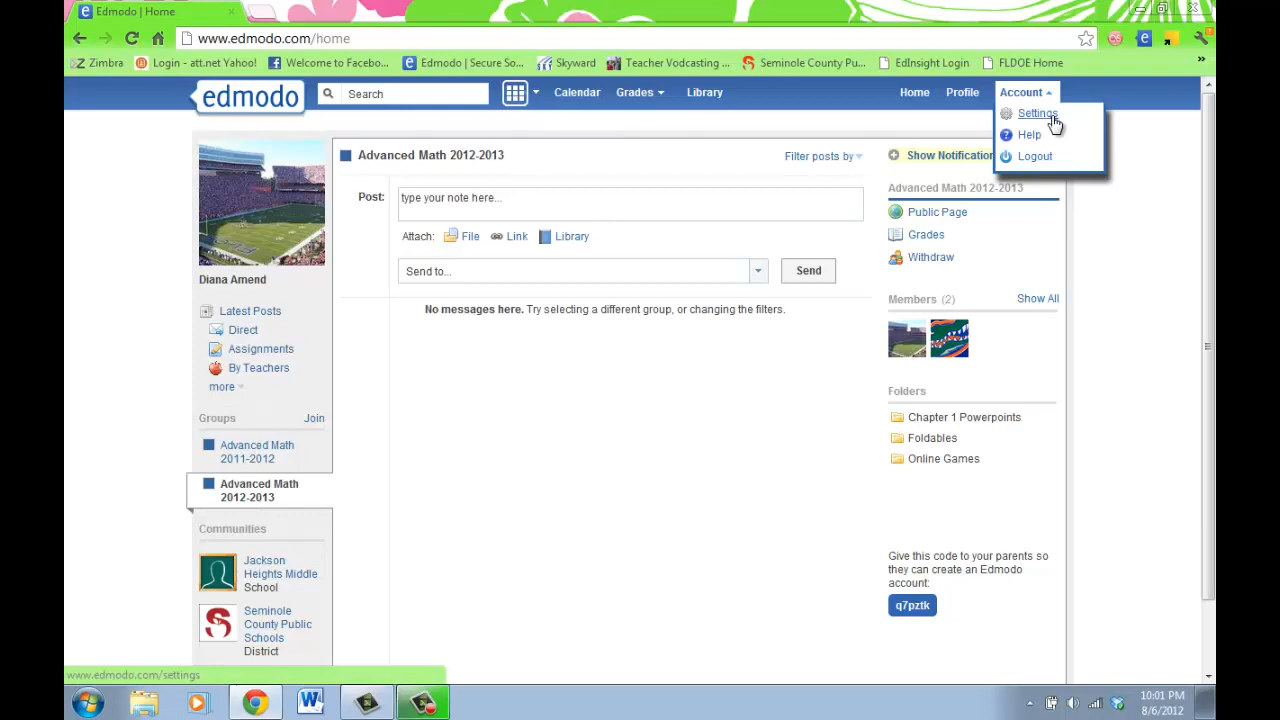 Edmodo | Home
www.edmodo.com/home
Zimbra
Login - att.net Yahoo!
Welcome to Facebo...
Edmodo | Secure So...
Skyward
Teacher Vodcasting ...
Seminole County Pu...
EdInsight Login
FLDOE Home
»
edmodo
Search
Calendar
Grades
Library
Home
Profile
Account
Settings
Help
Logout
Advanced Math 2012-2013
Filter posts by
Show Notification
Post:
type your note here...
Attach:
File
Link
Library
Send to...
Send
No messages here. Try selecting a different group, or changing the filters.
Diana Amend
Latest Posts
Direct
Assignments
By Teachers
more
Groups
Join
Advanced Math
2011-2012
Advanced Math
2012-2013
Communities
Jackson
Heights Middle
School
Seminole
County Public
Schools
District
Advanced Math 2012-2013
Public Page
Grades
Withdraw
Members (2)
Show All
Folders
Chapter 1 Powerpoints
Foldables
Online Games
Give this code to your parents so
they can create an Edmodo
account:
q7pztk
www.edmodo.com/settings
10:01 PM
8/6/2012